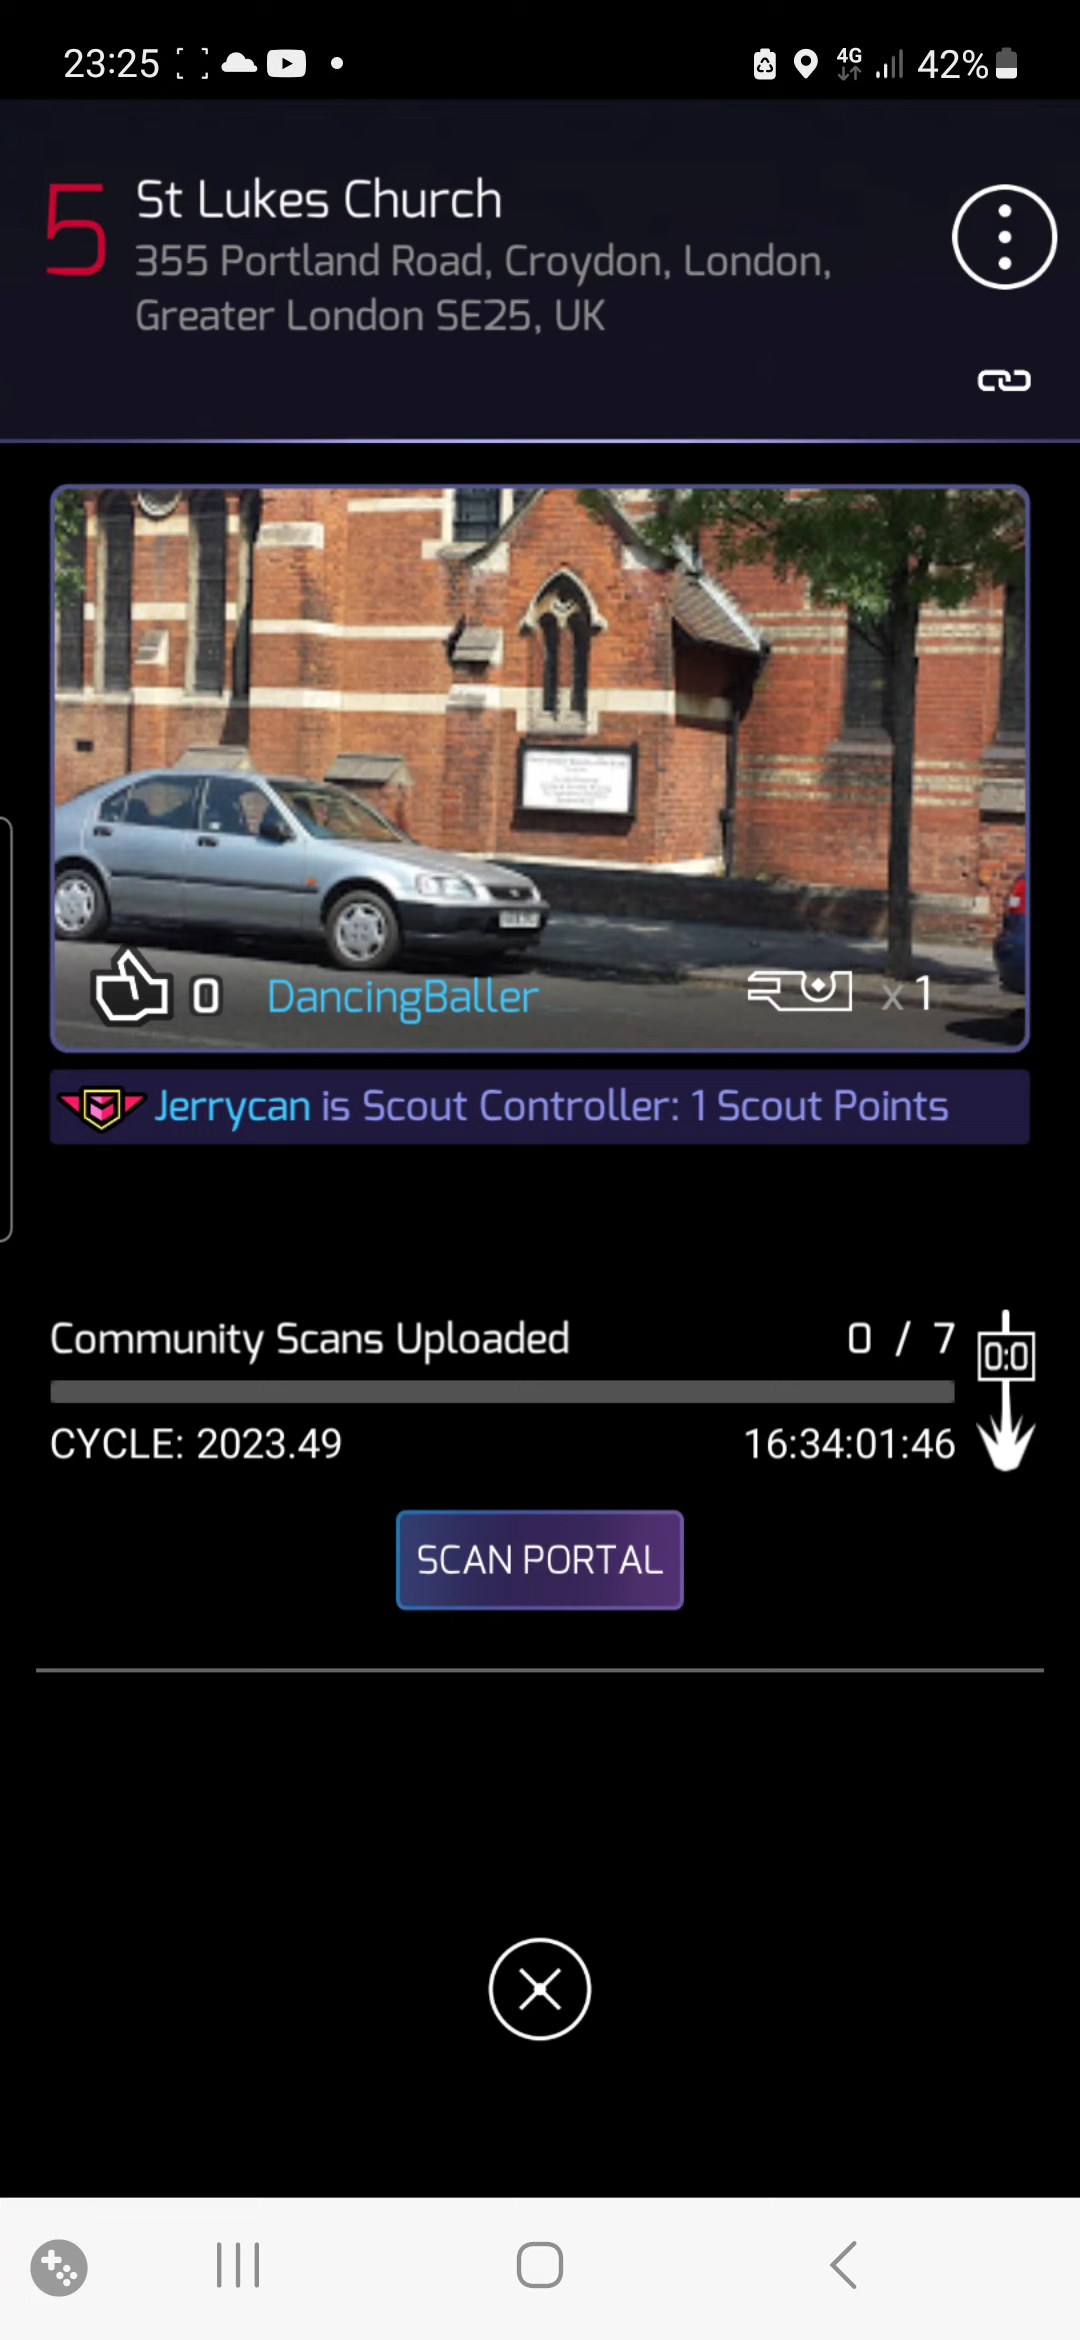 23:25
4G
42%
5
St Lukes Church
355 Portland Road, Croydon, London,
Greater London SE25, UK
0
DancingBaller
x 1
Jerrycan is Scout Controller: 1 Scout Points
Community Scans Uploaded
0 / 7
0:0
CYCLE: 2023.49
16:34:01:46
SCAN PORTAL